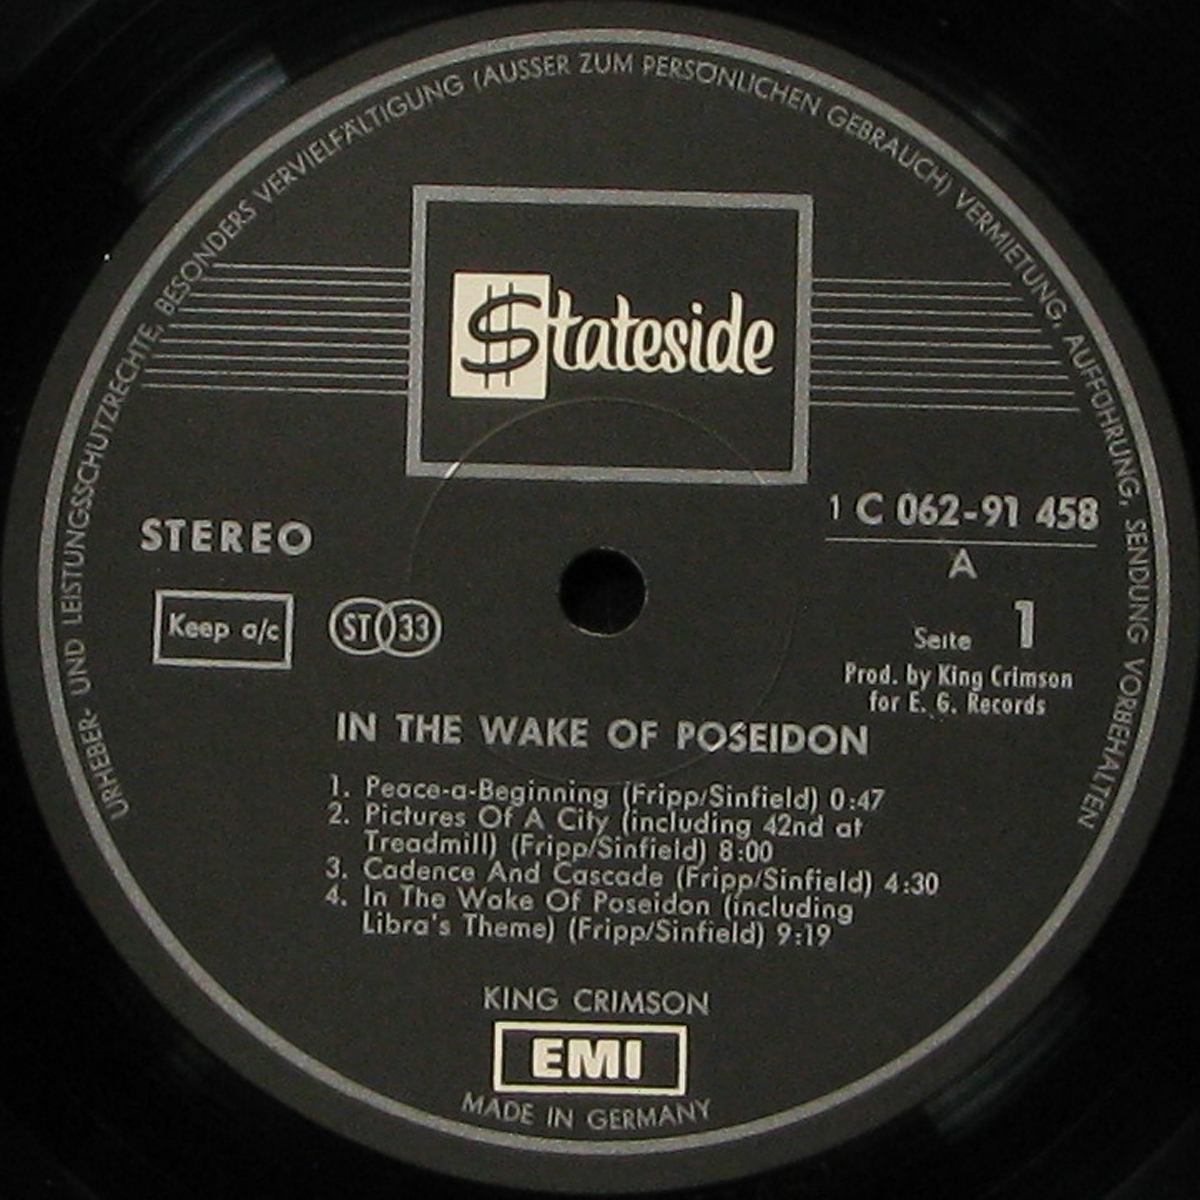 URHEBER- UND LEISTUNGSSCHUTZRECHTE, BESONDERS VERVIELFÄLTIGUNG (AUSSER ZUM PERSÖNLICHEN GEBRAUCH) VERMIETUNG, AUFFÜHRUNG, SENDUNG VORBEHALTEN
$tateside
STEREO
1 C 062-91 458
A
Keep a/c
ST 33
Seite 1
Prod. by King Crimson
for E. G. Records
IN THE WAKE OF POSEIDON
1. Peace-a-Beginning (Fripp/Sinfield) 0:47
2. Pictures Of A City (including 42nd at
Treadmill) (Fripp/Sinfield) 8:00
3. Cadence And Cascade (Fripp/Sinfield) 4:30
4. In The Wake Of Poseidon (including
Libra's Theme) (Fripp/Sinfield) 9:19
KING CRIMSON
EMI
MADE IN GERMANY